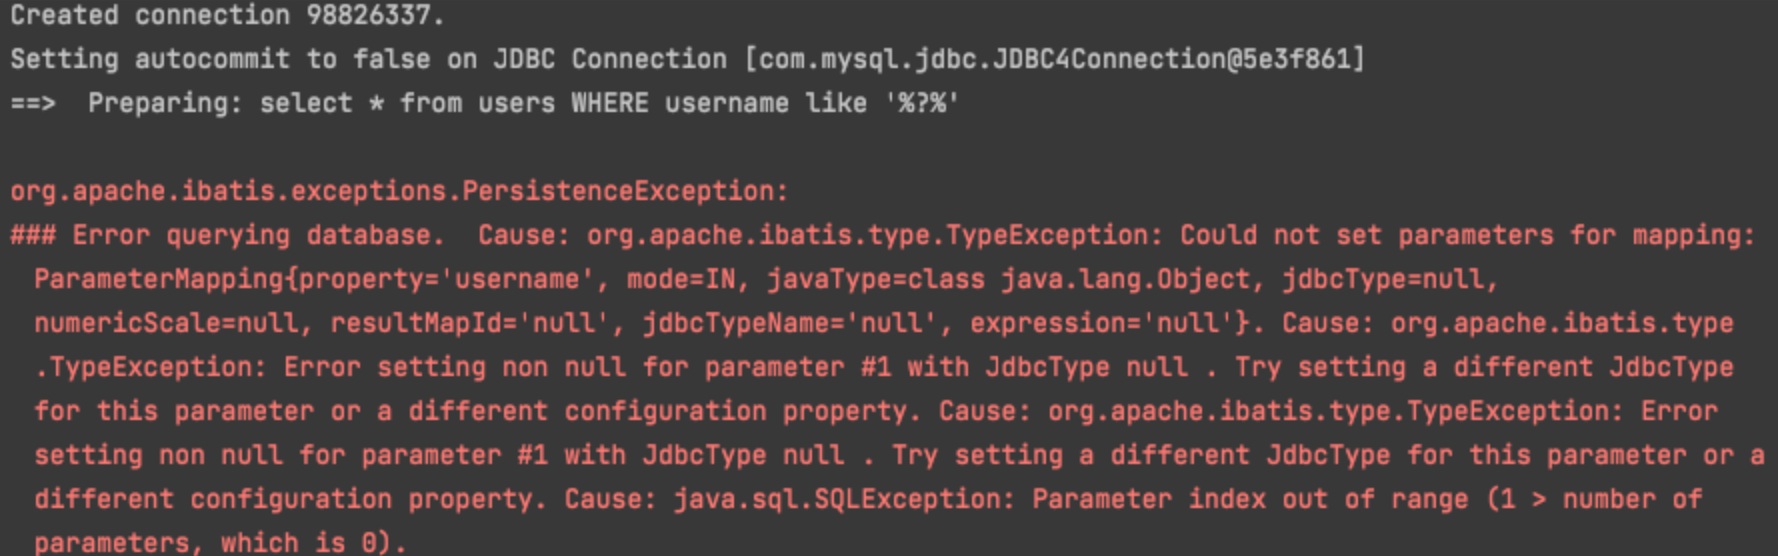 Created connection 98826337.
Setting autocommit to false on JDBC Connection [com.mysql.jdbc.JDBC4Connection@5e3f861]
==>  Preparing: select * from users WHERE username like '%?%'
org.apache.ibatis.exceptions.PersistenceException:
### Error querying database.  Cause: org.apache.ibatis.type.TypeException: Could not set parameters for mapping:
ParameterMapping{property='username', mode=IN, javaType=class java.lang.Object, jdbcType=null,
numericScale=null, resultMapId='null', jdbcTypeName='null', expression='null'}. Cause: org.apache.ibatis.type
.TypeException: Error setting non null for parameter #1 with JdbcType null . Try setting a different JdbcType
for this parameter or a different configuration property. Cause: org.apache.ibatis.type.TypeException: Error
setting non null for parameter #1 with JdbcType null . Try setting a different JdbcType for this parameter or a
different configuration property. Cause: java.sql.SQLException: Parameter index out of range (1 > number of
parameters, which is 0).